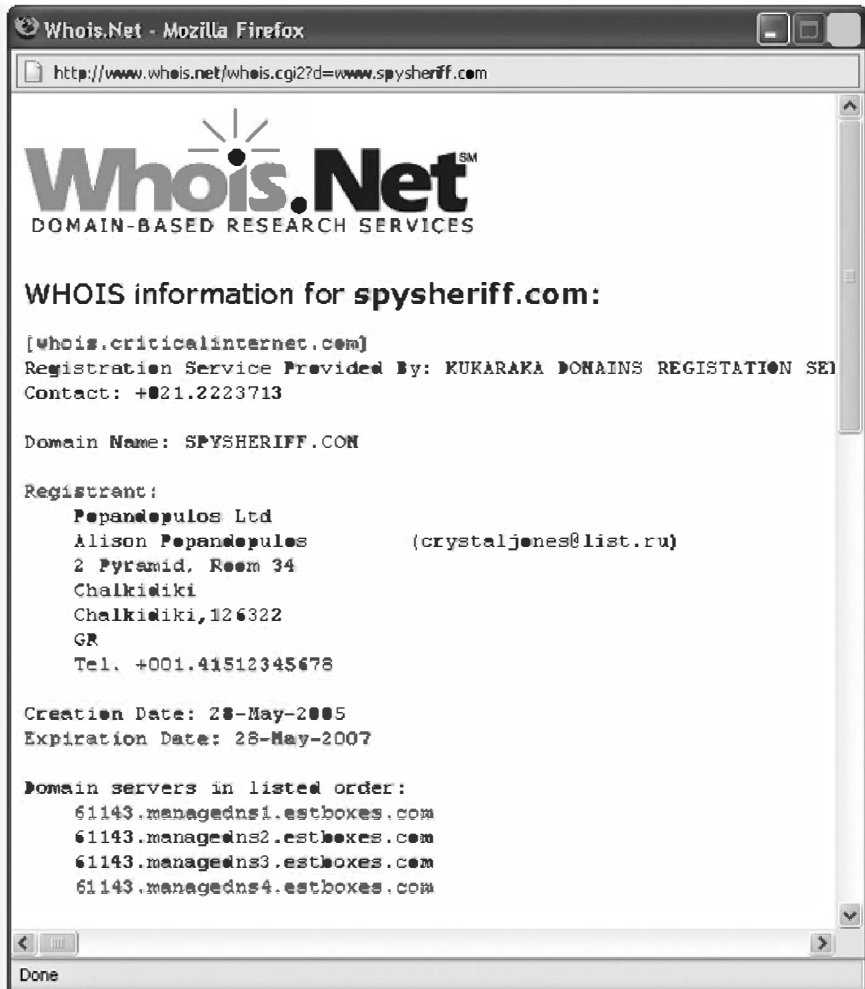 Whois.Net - Mozilla Firefox
http://www.whois.net/whois.cgi2?d=www.spysheriff.com
Whois.Net SM
DOMAIN-BASED RESEARCH SERVICES
WHOIS information for spysheriff.com:
[whois.criticalinternet.com]
Registration Service Provided By: KUKARAKA DOMAINS REGISTATION SE
Contact: +021.2223713
Domain Name: SPYSHERIFF.COM
Registrant:
Popandopulos Ltd
Alison Popandopulos (crystaljones@list.ru)
2 Pyramid, Room 34
Chalkidiki
Chalkidiki,126322
GR
Tel. +001.41512345678
Creation Date: 28-May-2005
Expiration Date: 28-May-2007
Domain servers in listed order:
61143.managedns1.estboxes.com
61143.managedns2.estboxes.com
61143.managedns3.estboxes.com
61143.managedns4.estboxes.com
Done